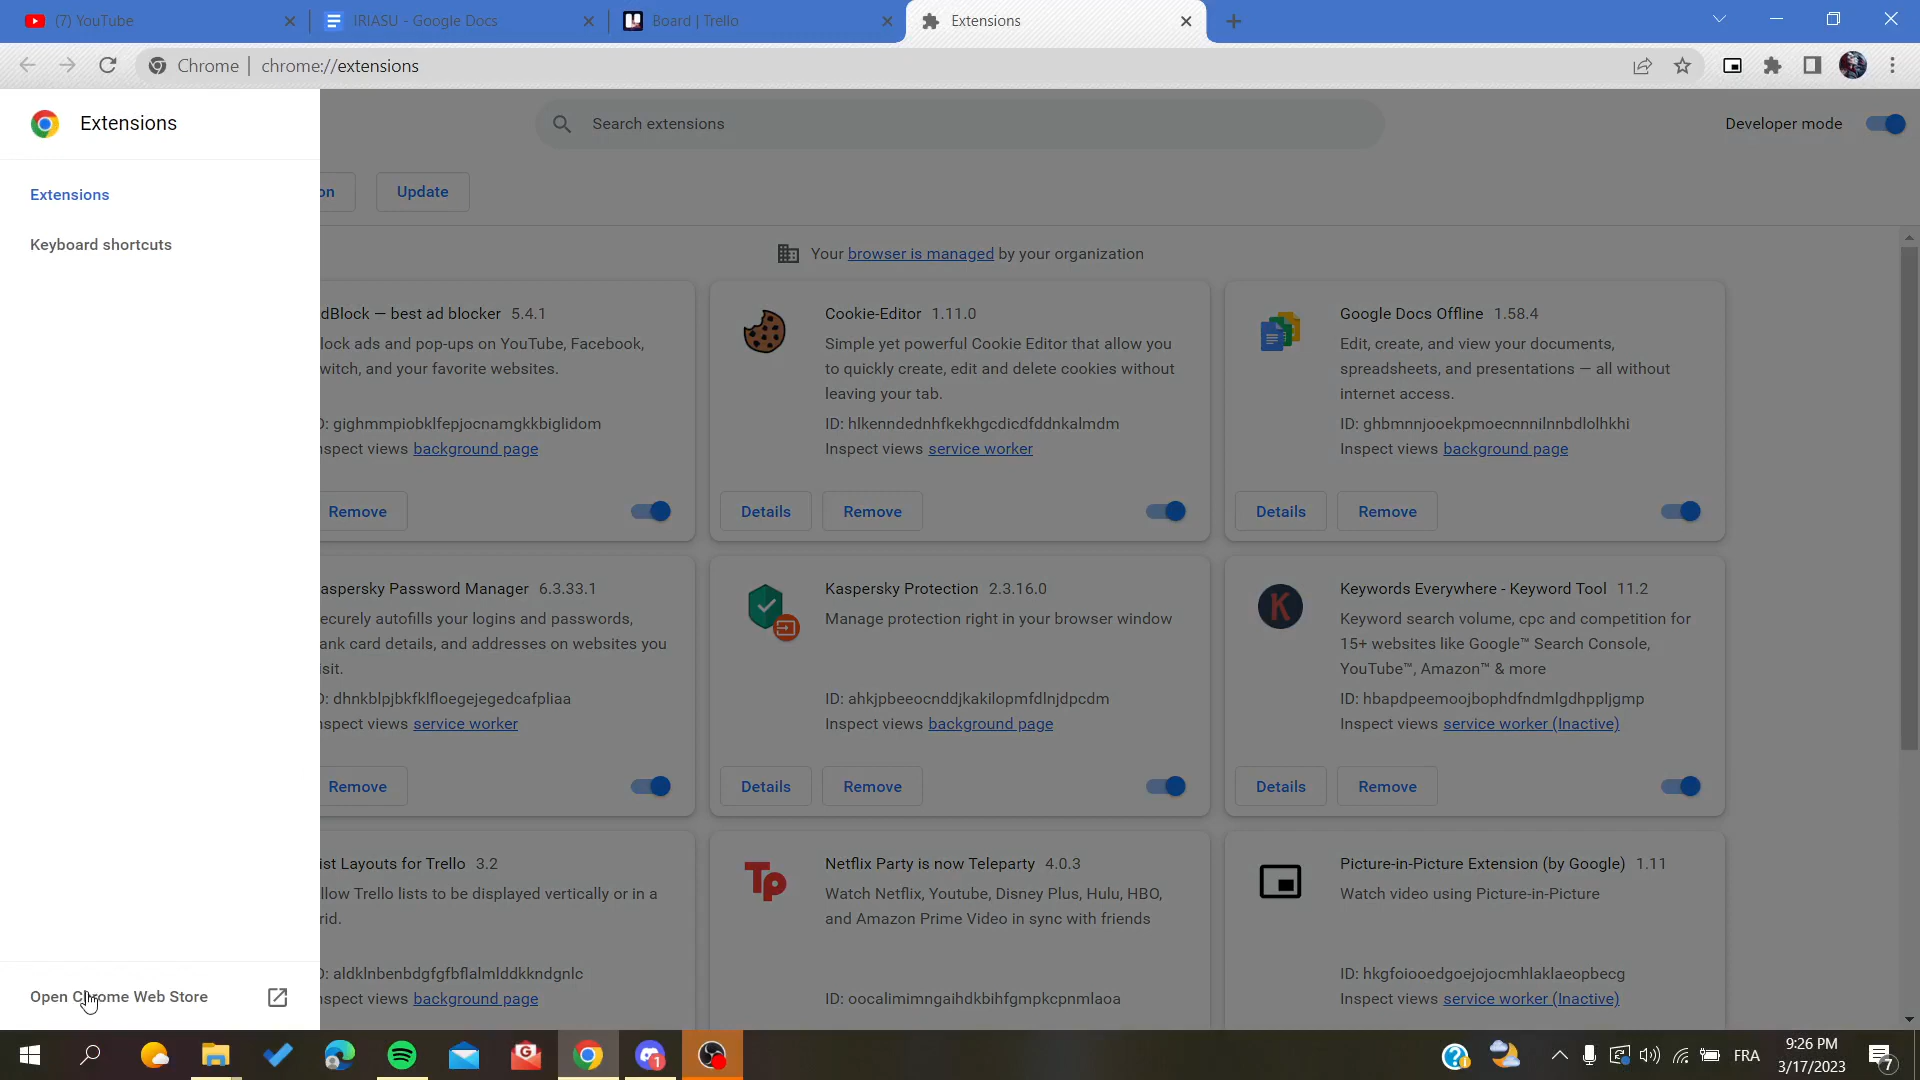 (7) YouTube
IRIASU - Google Docs
Board | Trello
Extensions
Chrome
chrome://extensions
Extensions
Search extensions
Developer mode
Extensions
on
Update
Keyboard shortcuts
Your browser is managed by your organization
dBlock — best ad blocker 5.4.1
lock ads and pop-ups on YouTube, Facebook,
witch, and your favorite websites.
D: gighmmpiobklfepjocnamgkkbiglidom
nspect views background page
Remove
Cookie-Editor 1.11.0
Simple yet powerful Cookie Editor that allow you
to quickly create, edit and delete cookies without
leaving your tab.
ID: hlkenndednhfkekhgcdicdfddnkalmdm
Inspect views service worker
Details
Remove
Google Docs Offline 1.58.4
Edit, create, and view your documents,
spreadsheets, and presentations — all without
internet access.
ID: ghbmnnjooekpmoecnnnilnnbdlolhkhi
Inspect views background page
Details
Remove
aspersky Password Manager 6.3.33.1
ecurely autofills your logins and passwords,
ank card details, and addresses on websites you
isit.
D: dhnkblpjbkfklfloegejegedcafpliaa
nspect views service worker
Remove
Kaspersky Protection 2.3.16.0
Manage protection right in your browser window
ID: ahkjpbeeocnddjkakilopmfdlnjdpcdm
Inspect views background page
Details
Remove
Keywords Everywhere - Keyword Tool 11.2
Keyword search volume, cpc and competition for
15+ websites like Google™ Search Console,
YouTube™, Amazon™ & more
ID: hbapdpeemoojbophdfndmlgdhppljgmp
Inspect views service worker (Inactive)
Details
Remove
ist Layouts for Trello 3.2
llow Trello lists to be displayed vertically or in a
rid.
D: aldklnbenbdgfgfbflalmlddkkndgnlc
nspect views background page
Netflix Party is now Teleparty 4.0.3
Watch Netflix, Youtube, Disney Plus, Hulu, HBO,
and Amazon Prime Video in sync with friends
ID: oocalimimngaihdkbihfgmpkcpnmlaoa
Picture-in-Picture Extension (by Google) 1.11
Watch video using Picture-in-Picture
ID: hkgfoiooedgoejojocmhlaklaeopbecg
Inspect views service worker (Inactive)
Open Chrome Web Store
FRA
9:26 PM
3/17/2023
7